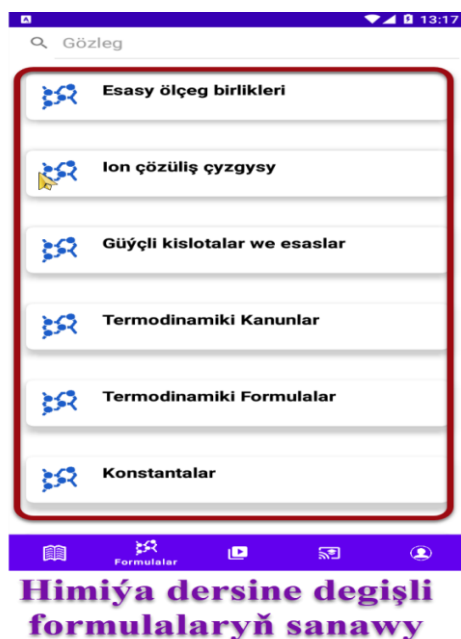 13:17
Gözleg
Esasy ölçeg birlikleri
Ion çözüliş çyzgysy
Güýçli kislotalar we esaslar
Termodinamiki Kanunlar
Termodinamiki Formulalar
Konstantalar
Formulalar
Himiýa dersine degişli
formulalaryň sanawy